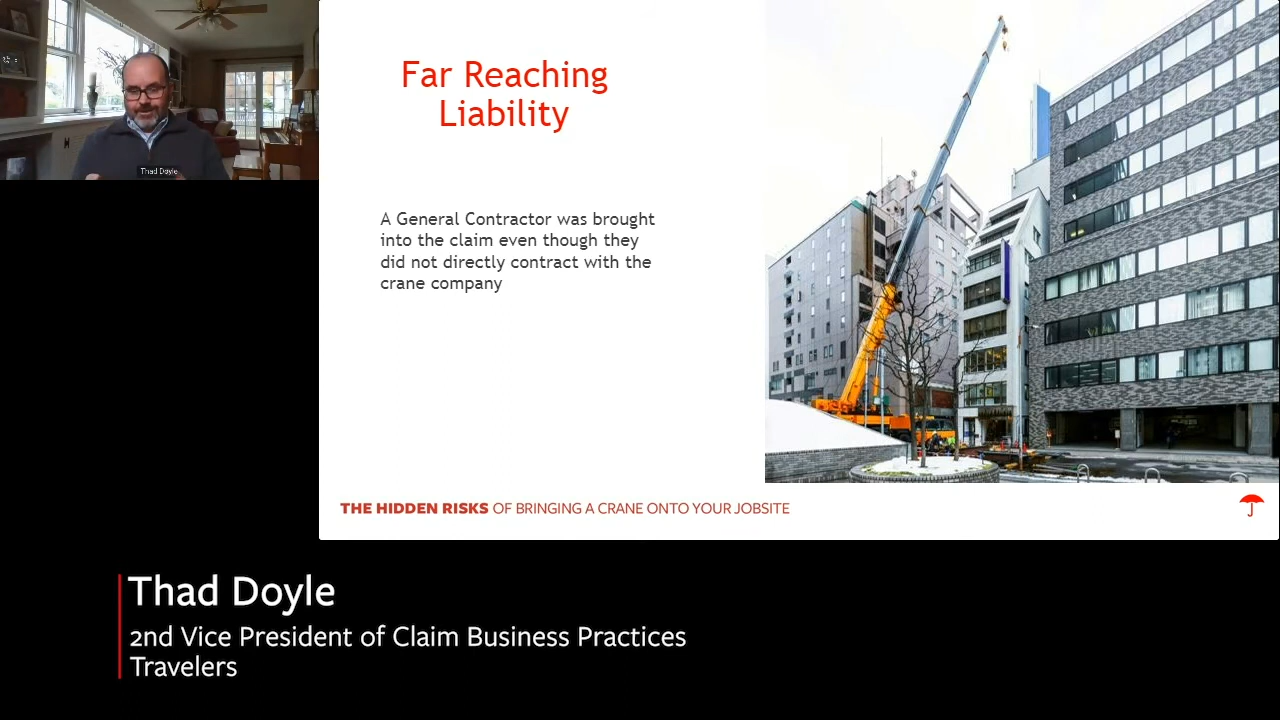 Thad Doyle
Far Reaching
Liability
A General Contractor was brought
into the claim even though they
did not directly contract with the
crane company
THE HIDDEN RISKS OF BRINGING A CRANE ONTO YOUR JOBSITE
Thad Doyle
2nd Vice President of Claim Business Practices
Travelers